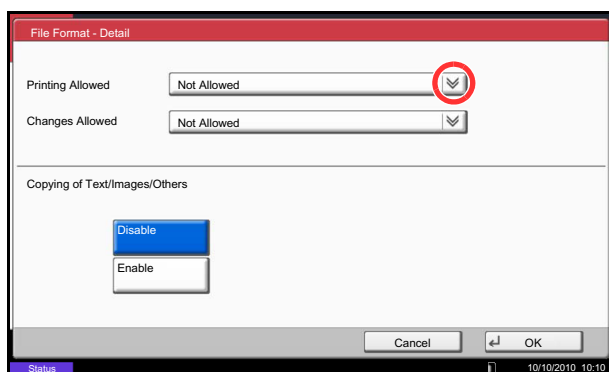 File Format - Detail
Printing Allowed Not Allowed
Changes Allowed Not Allowed
Copying of Text/Images/Others
Disable
Enable
Cancel OK
Status 10/10/2010 10:10